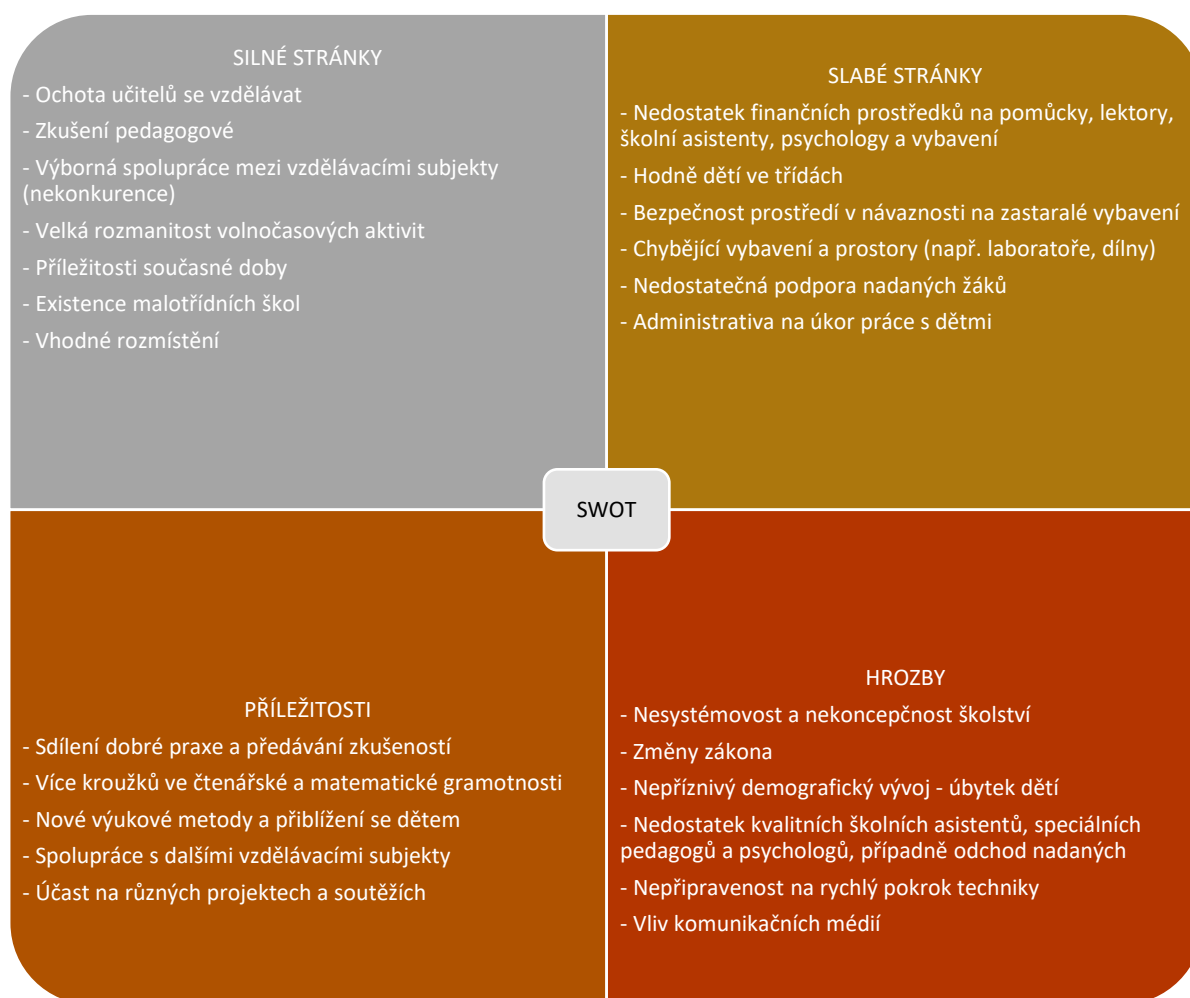 SILNÉ STRÁNKY
- Ochota učitelů se vzdělávat
- Zkušení pedagogové
- Výborná spolupráce mezi vzdělávacími subjekty
(nekonkurence)
- Velká rozmanitost volnočasových aktivit
- Příležitosti současné doby
- Existence malotřídních škol
- Vhodné rozmístění
SLABÉ STRÁNKY
- Nedostatek finančních prostředků na pomůcky, lektory,
školní asistenty, psychology a vybavení
- Hodně dětí ve třídách
- Bezpečnost prostředí v návaznosti na zastaralé vybavení
- Chybějící vybavení a prostory (např. laboratoře, dílny)
- Nedostatečná podpora nadaných žáků
- Administrativa na úkor práce s dětmi
SWOT
PŘÍLEŽITOSTI
- Sdílení dobré praxe a předávání zkušeností
- Více kroužků ve čtenářské a matematické gramotnosti
- Nové výukové metody a přiblížení se dětem
- Spolupráce s dalšími vzdělávacími subjekty
- Účast na různých projektech a soutěžích
HROZBY
- Nesystémovost a nekoncepčnost školství
- Změny zákona
- Nepříznivý demografický vývoj - úbytek dětí
- Nedostatek kvalitních školních asistentů, speciálních
pedagogů a psychologů, případně odchod nadaných
- Nepřipravenost na rychlý pokrok techniky
- Vliv komunikačních médií